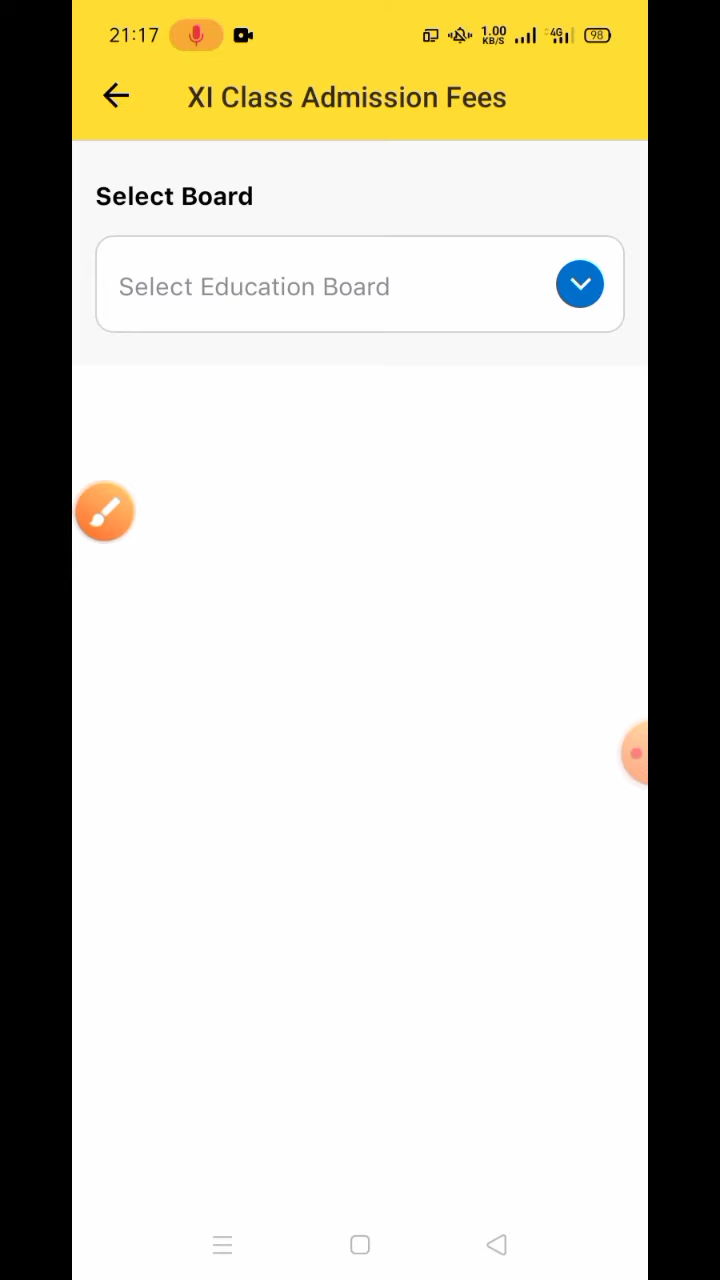 21:17
1.00
KB/S
4G
98
XI Class Admission Fees
Select Board
Select Education Board